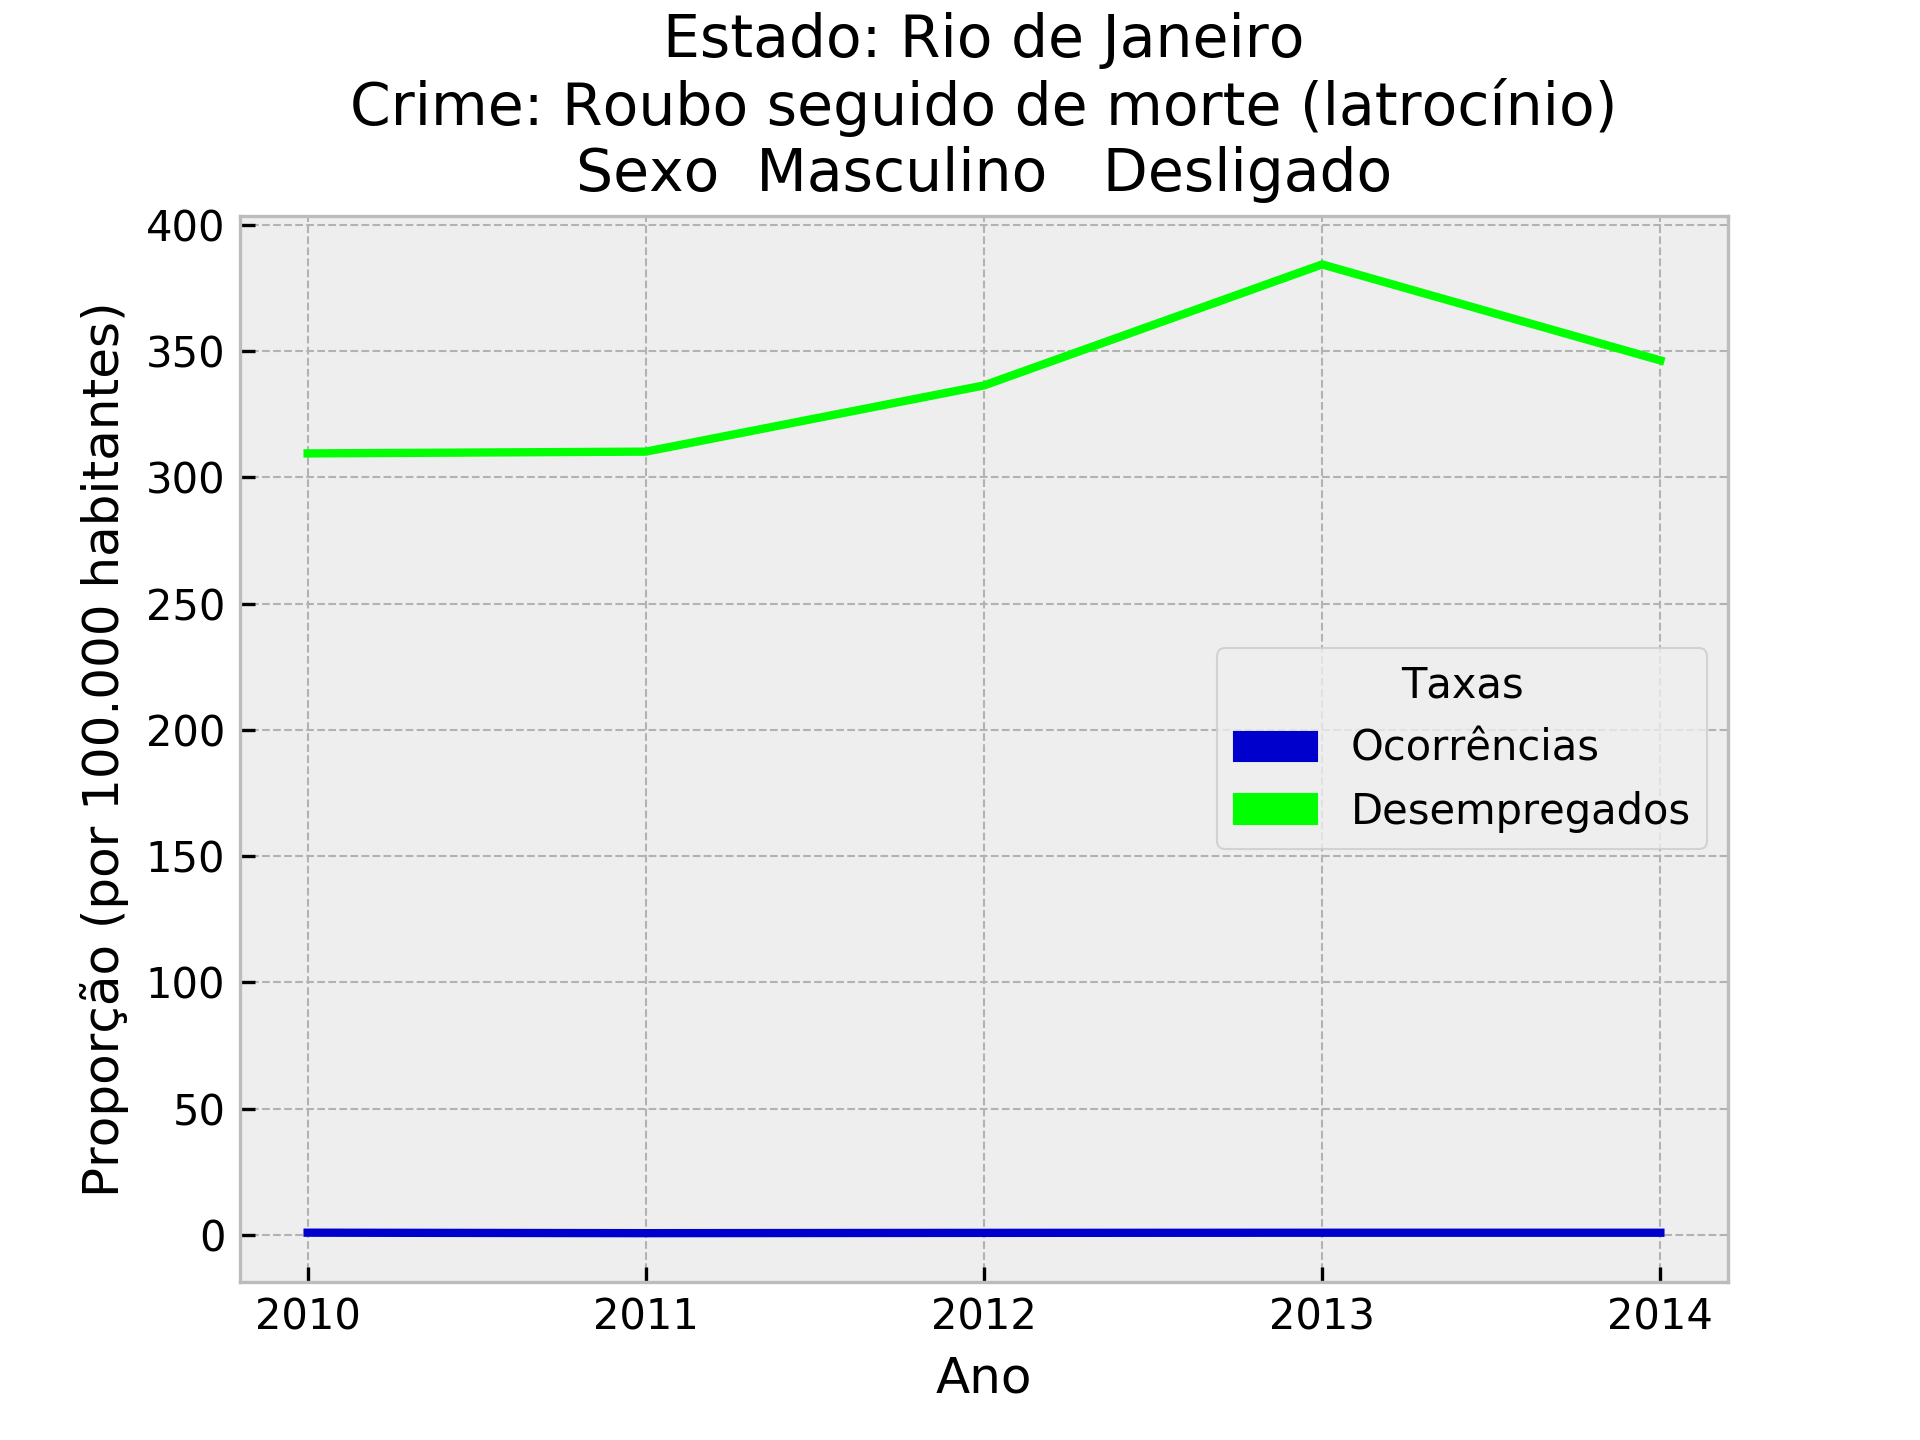 Estado: Rio de Janeiro
Crime: Roubo seguido de morte (latrocínio)
Sexo  Masculino   Desligado
Proporção (por 100.000 habitantes)
400
350
300
250
200
150
100
50
0
Taxas
Ocorrências
Desempregados
2010 2011 2012 2013 2014
Ano